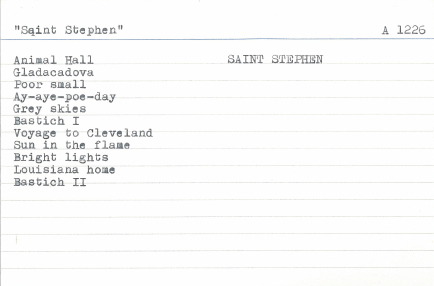 "Saint Stephen" A 1226
Animal Hall SAINT STEPHEN
Gladacadova
Poor small
Ay-aye-poe-day
Grey skies
Bastich I
Voyage to Cleveland
Sun in the flame
Bright lights
Louisiana home
Bastich II